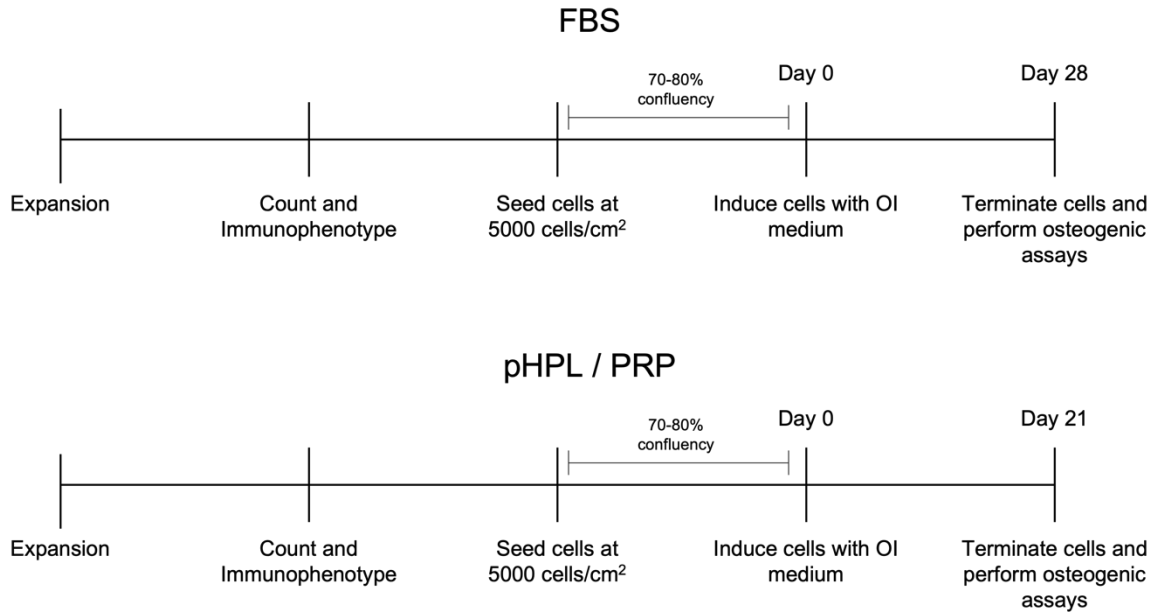 FBS
70-80%
confluency
Day 0
Day 28
Expansion
Count and
Immunophenotype
Seed cells at
5000 cells/cm²
Induce cells with OI
medium
Terminate cells and
perform osteogenic
assays
pHPL / PRP
70-80%
confluency
Day 0
Day 21
Expansion
Count and
Immunophenotype
Seed cells at
5000 cells/cm²
Induce cells with OI
medium
Terminate cells and
perform osteogenic
assays